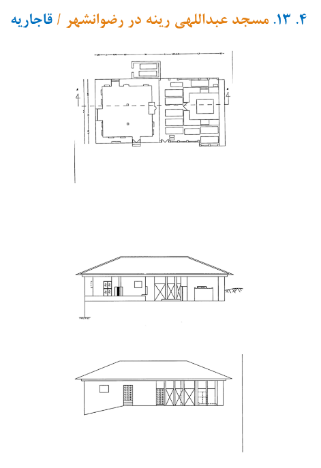 ۴. ۱۳. مسجد عبداللهی رینه در رضوانشهر / قاجاریه